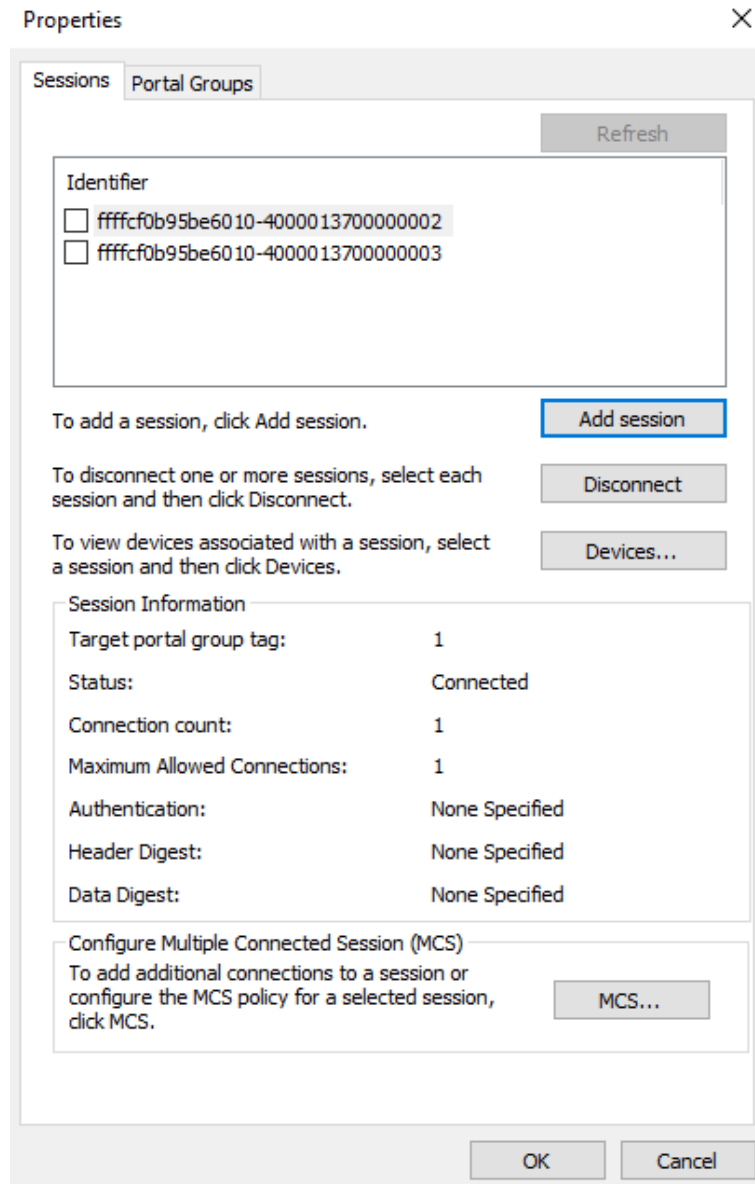 Properties
Sessions
Portal Groups
Refresh
Identifier
ffffcf0b95be6010-4000013700000002
ffffcf0b95be6010-4000013700000003
To add a session, click Add session.
Add session
To disconnect one or more sessions, select each
session and then click Disconnect.
Disconnect
To view devices associated with a session, select
a session and then click Devices.
Devices...
Session Information
Target portal group tag: 1
Status: Connected
Connection count: 1
Maximum Allowed Connections: 1
Authentication: None Specified
Header Digest: None Specified
Data Digest: None Specified
Configure Multiple Connected Session (MCS)
To add additional connections to a session or
configure the MCS policy for a selected session,
click MCS.
MCS...
OK
Cancel